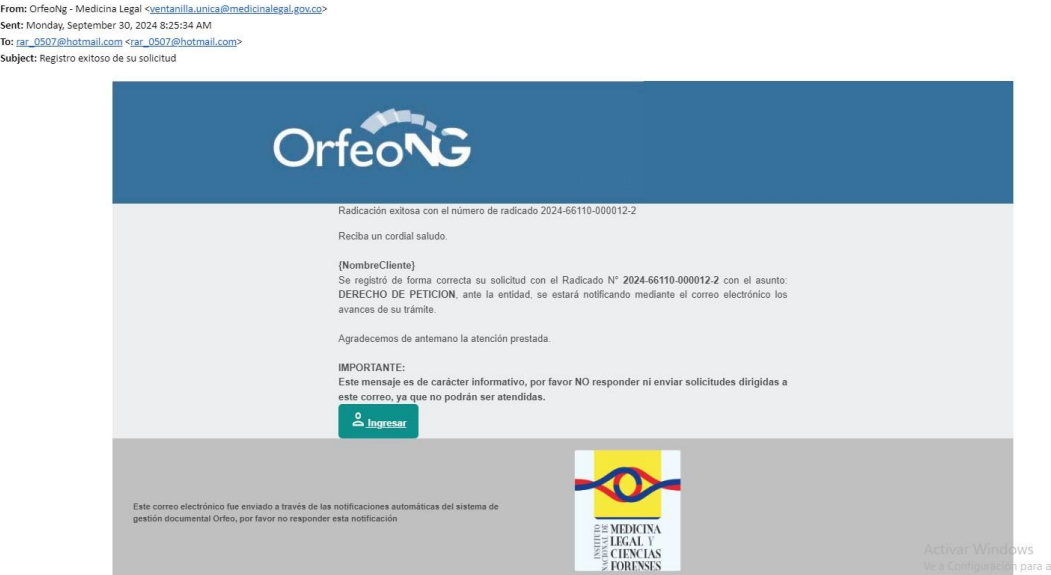 From: OrfeoNg - Medicina Legal <ventanilla.unica@medicinalegal.gov.co>
Sent: Monday, September 30, 2024 8:25:34 AM
To: rar_0507@hotmail.com <rar_0507@hotmail.com>
Subject: Registro exitoso de su solicitud
OrfeoNG
Radicación exitosa con el número de radicado 2024-66110-000012-2
Reciba un cordial saludo.
{NombreCliente}
Se registró de forma correcta su solicitud con el Radicado N° 2024-66110-000012-2 con el asunto:
DERECHO DE PETICION, ante la entidad, se estará notificando mediante el correo electrónico los
avances de su trámite.
Agradecemos de antemano la atención prestada.
IMPORTANTE:
Este mensaje es de carácter informativo, por favor NO responder ni enviar solicitudes dirigidas a
este correo, ya que no podrán ser atendidas.
Ingresar
Este correo electrónico fue enviado a través de las notificaciones automáticas del sistema de
gestión documental Orfeo, por favor no responder esta notificación
INSTITUTO
NACIONAL DE
MEDICINA
LEGAL Y
CIENCIAS
FORENSES
Activar Windows
Ve a Configuración para a